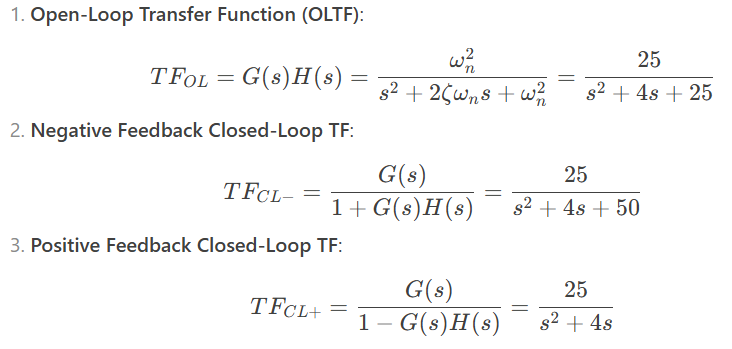 1. Open-Loop Transfer Function (OLTF):
TF_{OL} = G(s)H(s) = \frac{\omega_n^2}{s^2 + 2\zeta\omega_n s + \omega_n^2} = \frac{25}{s^2 + 4s + 25}
2. Negative Feedback Closed-Loop TF:
TF_{CL-} = \frac{G(s)}{1 + G(s)H(s)} = \frac{25}{s^2 + 4s + 50}
3. Positive Feedback Closed-Loop TF:
TF_{CL+} = \frac{G(s)}{1 - G(s)H(s)} = \frac{25}{s^2 + 4s}